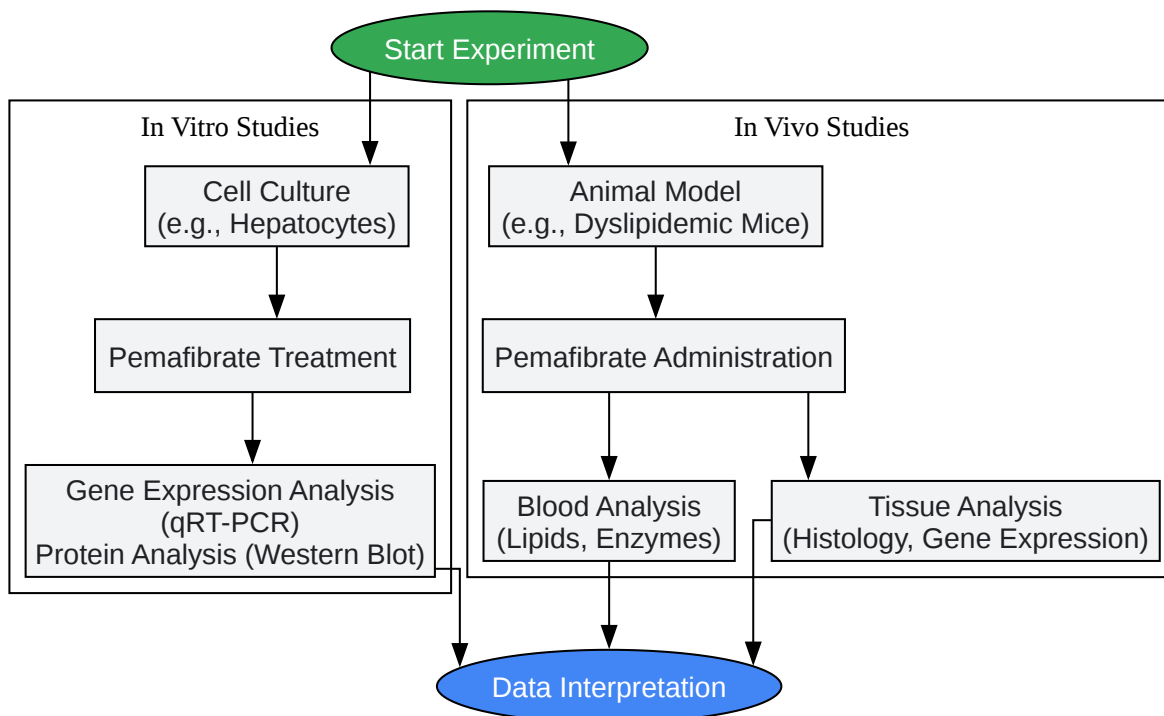 Start Experiment
In Vitro Studies
Cell Culture
(e.g., Hepatocytes)
Pemafibrate Treatment
Gene Expression Analysis
(qRT-PCR)
Protein Analysis (Western Blot)
In Vivo Studies
Animal Model
(e.g., Dyslipidemic Mice)
Pemafibrate Administration
Blood Analysis
(Lipids, Enzymes)
Tissue Analysis
(Histology, Gene Expression)
Data Interpretation